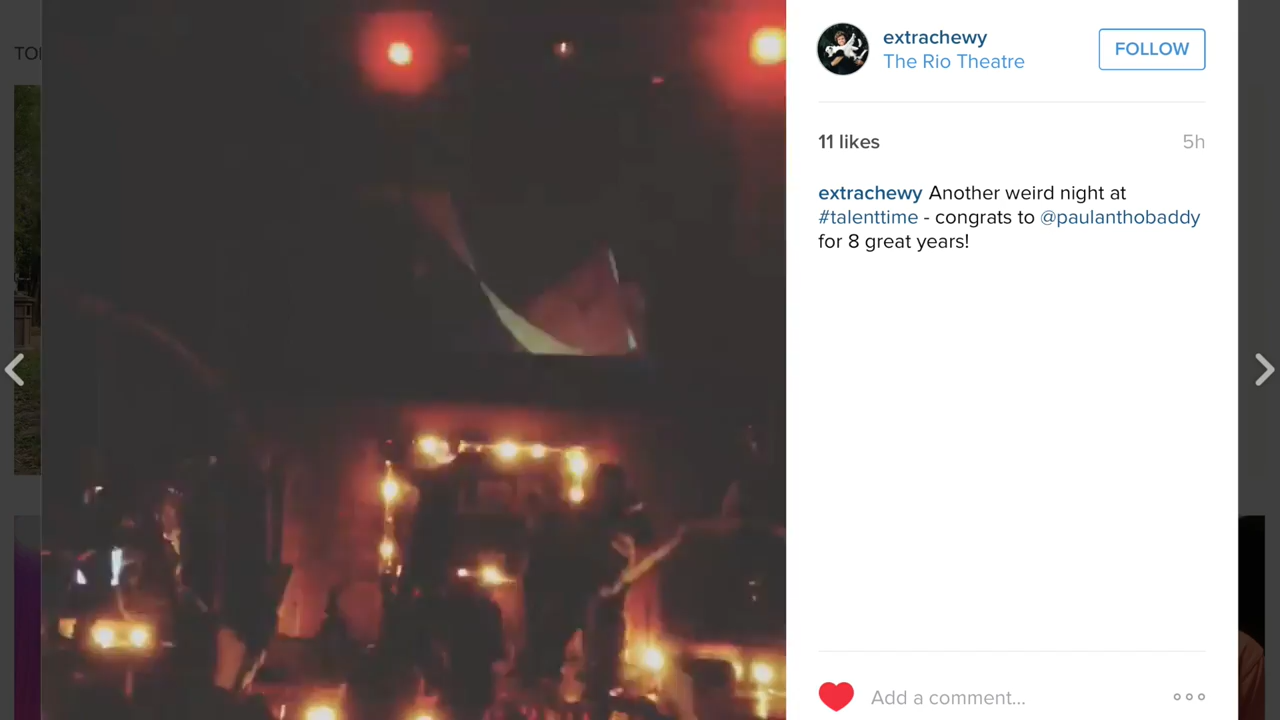 TO
extrachewy
The Rio Theatre
FOLLOW
11 likes
5h
extrachewy Another weird night at
#talenttime - congrats to @paulanthobaddy
for 8 great years!
Add a comment...